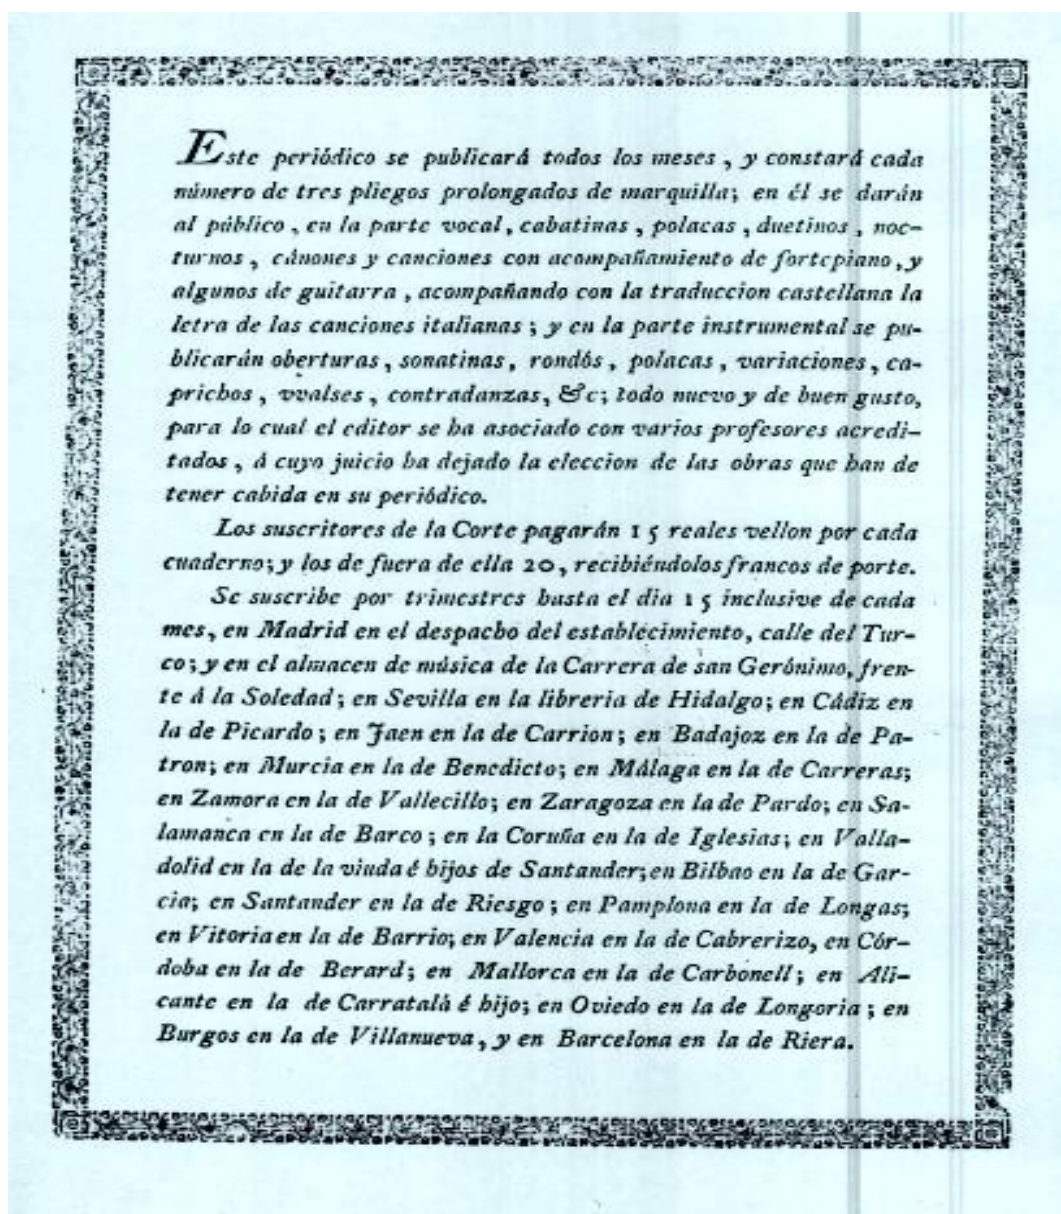 Este periódico se publicará todos los meses, y constará cada
número de tres pliegos prolongados de marquilla; en él se darán
al público, en la parte vocal, cabatinas, polacas, duetinos, noc-
turnos, cánones y canciones con acompañamiento de fortepiano, y
algunos de guitarra, acompañando con la traduccion castellana la
letra de las canciones italianas; y en la parte instrumental se pu-
blicarán oberturas, sonatinas, rondós, polacas, variaciones, ca-
prichos, vvalses, contradanzas, &c; todo nuevo y de buen gusto,
para lo cual el editor se ha asociado con varios profesores acredi-
tados, á cuyo juicio ha dejado la eleccion de las obras que han de
tener cabida en su periódico.
Los suscritores de la Corte pagarán 15 reales vellon por cada
cuaderno; y los de fuera de ella 20, recibiéndolos francos de porte.
Se suscribe por trimestres hasta el dia 15 inclusive de cada
mes, en Madrid en el despacho del establecimiento, calle del Tur-
co; y en el almacen de música de la Carrera de san Gerónimo, fren-
te á la Soledad; en Sevilla en la libreria de Hidalgo; en Cádiz en
la de Picardo; en Jaen en la de Carrion; en Badajoz en la de Pa-
tron; en Murcia en la de Benedicto; en Málaga en la de Carreras;
en Zamora en la de Vallecillo; en Zaragoza en la de Pardo; en Sa-
lamanca en la de Barco; en la Coruña en la de Iglesias; en Valla-
dolid en la de la viuda é hijos de Santander; en Bilbao en la de Gar-
cia; en Santander en la de Riesgo; en Pamplona en la de Longas;
en Vitoria en la de Barrio; en Valencia en la de Cabrerizo, en Cór-
doba en la de Berard; en Mallorca en la de Carbonell; en Ali-
cante en la de Carratalá é hijo; en Oviedo en la de Longoria; en
Burgos en la de Villanueva, y en Barcelona en la de Riera.